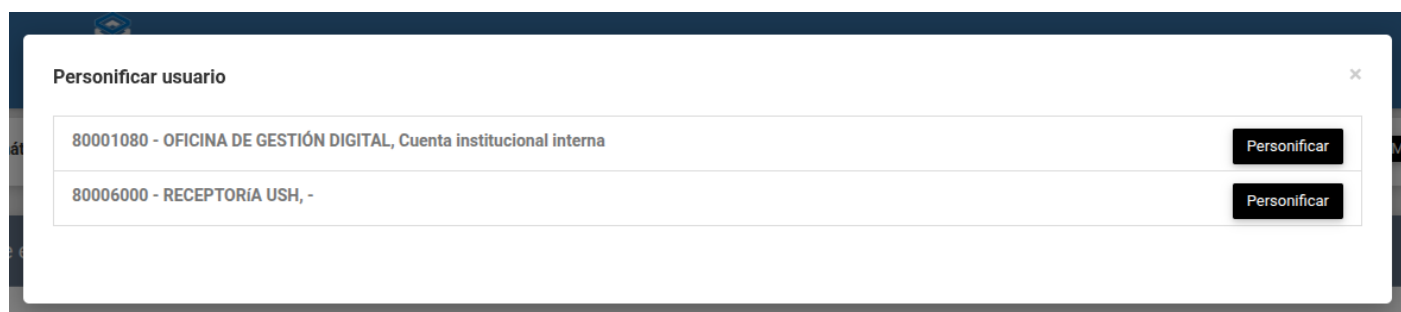 Personificar usuario
×
80001080 - OFICINA DE GESTIÓN DIGITAL, Cuenta institucional interna
Personificar
80006000 - RECEPTORíA USH, -
Personificar